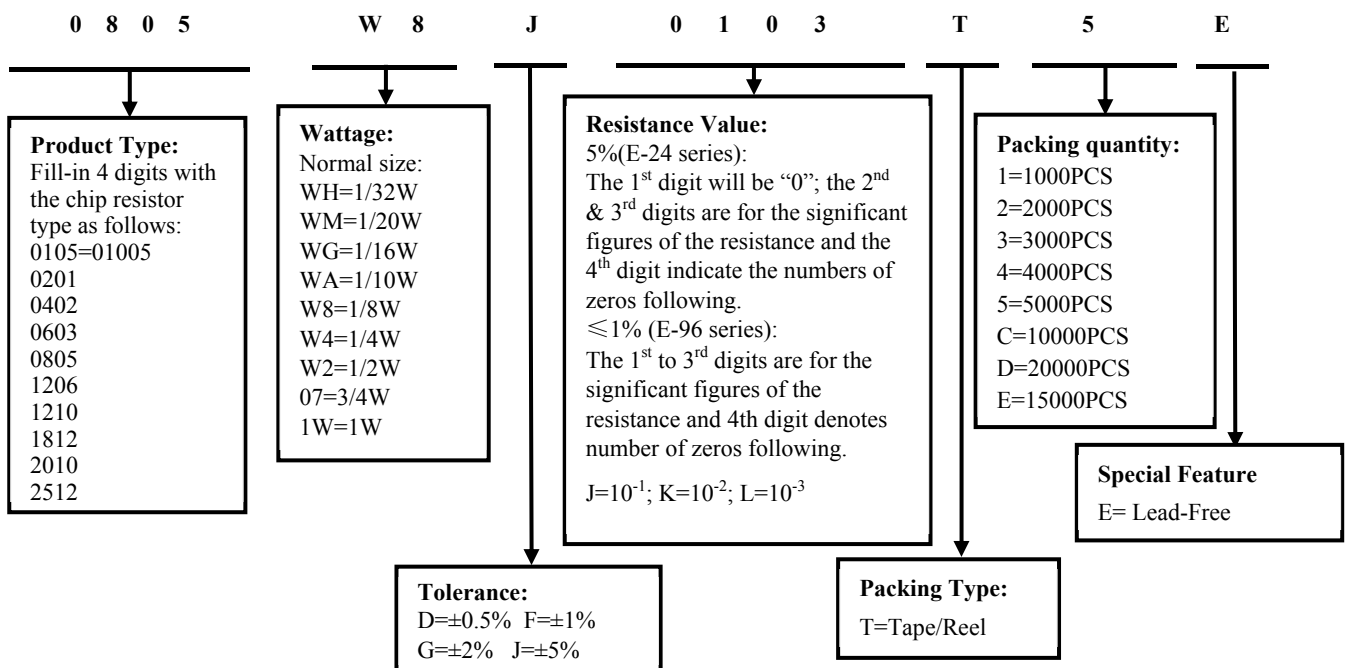 0 8 0 5 W 8 J 0 1 0 3 T 5 E
Product Type:
Fill-in 4 digits with
the chip resistor
type as follows:
0105=01005
0201
0402
0603
0805
1206
1210
1812
2010
2512
Wattage:
Normal size:
WH=1/32W
WM=1/20W
WG=1/16W
WA=1/10W
W8=1/8W
W4=1/4W
W2=1/2W
07=3/4W
1W=1W
Resistance Value:
5%(E-24 series):
The 1st digit will be “0”; the 2nd
& 3rd digits are for the significant
figures of the resistance and the
4th digit indicate the numbers of
zeros following.
≦1% (E-96 series):
The 1st to 3rd digits are for the
significant figures of the
resistance and 4th digit denotes
number of zeros following.
J=10-1; K=10-2; L=10-3
Packing quantity:
1=1000PCS
2=2000PCS
3=3000PCS
4=4000PCS
5=5000PCS
C=10000PCS
D=20000PCS
E=15000PCS
Special Feature
E= Lead-Free
Tolerance:
D=±0.5% F=±1%
G=±2% J=±5%
Packing Type:
T=Tape/Reel